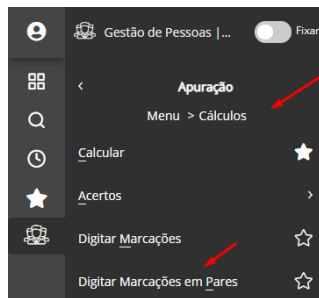 Gestão de Pessoas |...
Fixar
Apuração
Menu > Cálculos
Calcular
Acertos
Digitar Marcações
Digitar Marcações em Pares